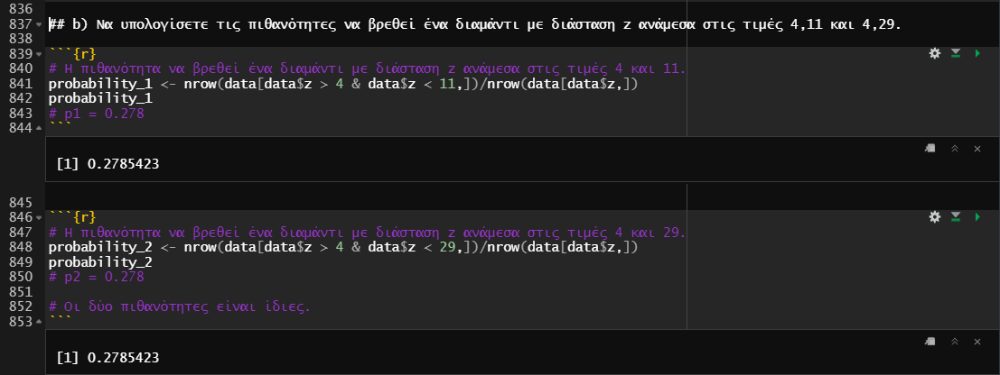 836
837 ## b) Να υπολογίσετε τις πιθανότητες να βρεθεί ένα διαμάντι με διάσταση z ανάμεσα στις τιμές 4,11 και 4,29.
838
839 ```{r}
840 # Η πιθανότητα να βρεθεί ένα διαμάντι με διάσταση z ανάμεσα στις τιμές 4 και 11.
841 probability_1 <- nrow(data[data$z > 4 & data$z < 11,])/nrow(data[data$z,])
842 probability_1
843 # p1 = 0.278
844 ```
[1] 0.2785423
845
846 ```{r}
847 # Η πιθανότητα να βρεθεί ένα διαμάντι με διάσταση z ανάμεσα στις τιμές 4 και 29.
848 probability_2 <- nrow(data[data$z > 4 & data$z < 29,])/nrow(data[data$z,])
849 probability_2
850 # p2 = 0.278
851
852 # Οι δύο πιθανότητες είναι ίδιες.
853 ```
[1] 0.2785423